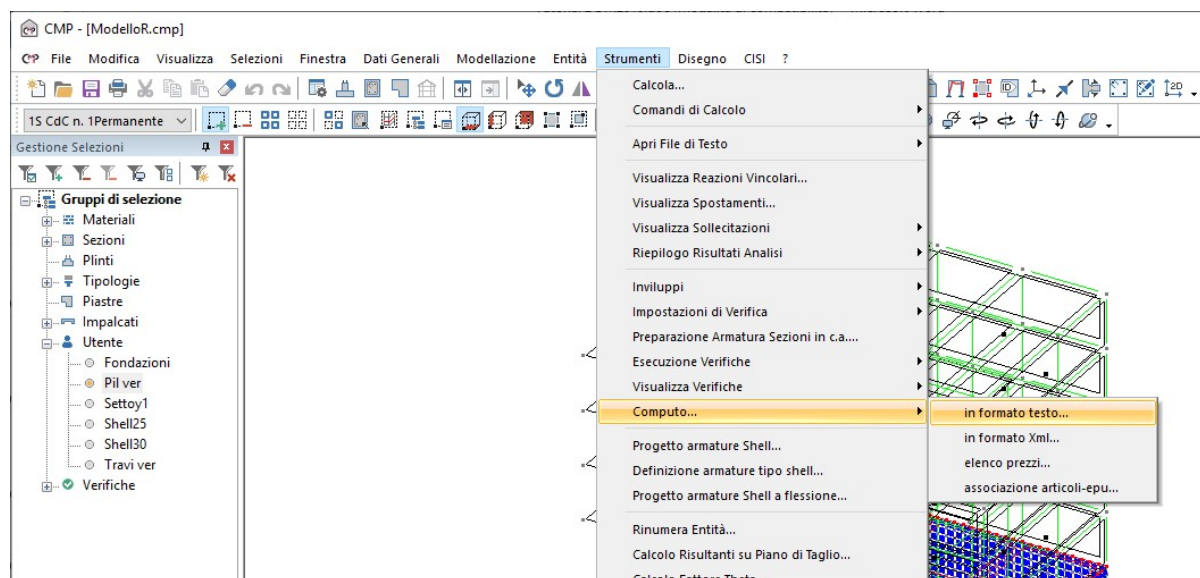 CMP - [ModelloR.cmp]
CMP File Modifica Visualizza Selezioni Finestra Dati Generali Modellazione Entità Strumenti Disegno CISI ?
1S CdC n. 1Permanente
Gestione Selezioni
Gruppi di selezione
Materiali
Sezioni
Plinti
Tipologie
Piastre
Impalcati
Utente
Fondazioni
Pil ver
Settoy1
Shell25
Shell30
Travi ver
Verifiche
Calcola...
Comandi di Calcolo
Apri File di Testo
Visualizza Reazioni Vincolari...
Visualizza Spostamenti...
Visualizza Sollecitazioni
Riepilogo Risultati Analisi
Inviluppi
Impostazioni di Verifica
Preparazione Armatura Sezioni in c.a....
Esecuzione Verifiche
Visualizza Verifiche
Computo...
Progetto armature Shell...
Definizione armature tipo shell...
Progetto armature Shell a flessione...
Rinumera Entità...
Calcolo Risultanti su Piano di Taglio...
in formato testo...
in formato Xml...
elenco prezzi...
associazione articoli-epu...